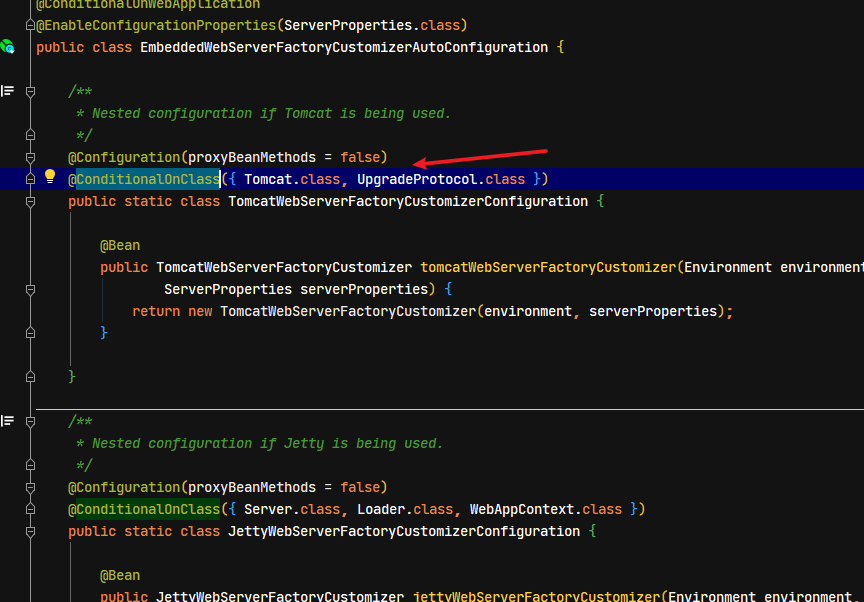 @ConditionalOnWebApplication
@EnableConfigurationProperties(ServerProperties.class)
public class EmbeddedWebServerFactoryCustomizerAutoConfiguration {
/**
* Nested configuration if Tomcat is being used.
*/
@Configuration(proxyBeanMethods = false)
@ConditionalOnClass({ Tomcat.class, UpgradeProtocol.class })
public static class TomcatWebServerFactoryCustomizerConfiguration {
@Bean
public TomcatWebServerFactoryCustomizer tomcatWebServerFactoryCustomizer(Environment environment
ServerProperties serverProperties) {
return new TomcatWebServerFactoryCustomizer(environment, serverProperties);
}
}
/**
* Nested configuration if Jetty is being used.
*/
@Configuration(proxyBeanMethods = false)
@ConditionalOnClass({ Server.class, Loader.class, WebAppContext.class })
public static class JettyWebServerFactoryCustomizerConfiguration {
@Bean
public JettyWebServerFactoryCustomizer jettyWebServerFactoryCustomizer(Environment environment